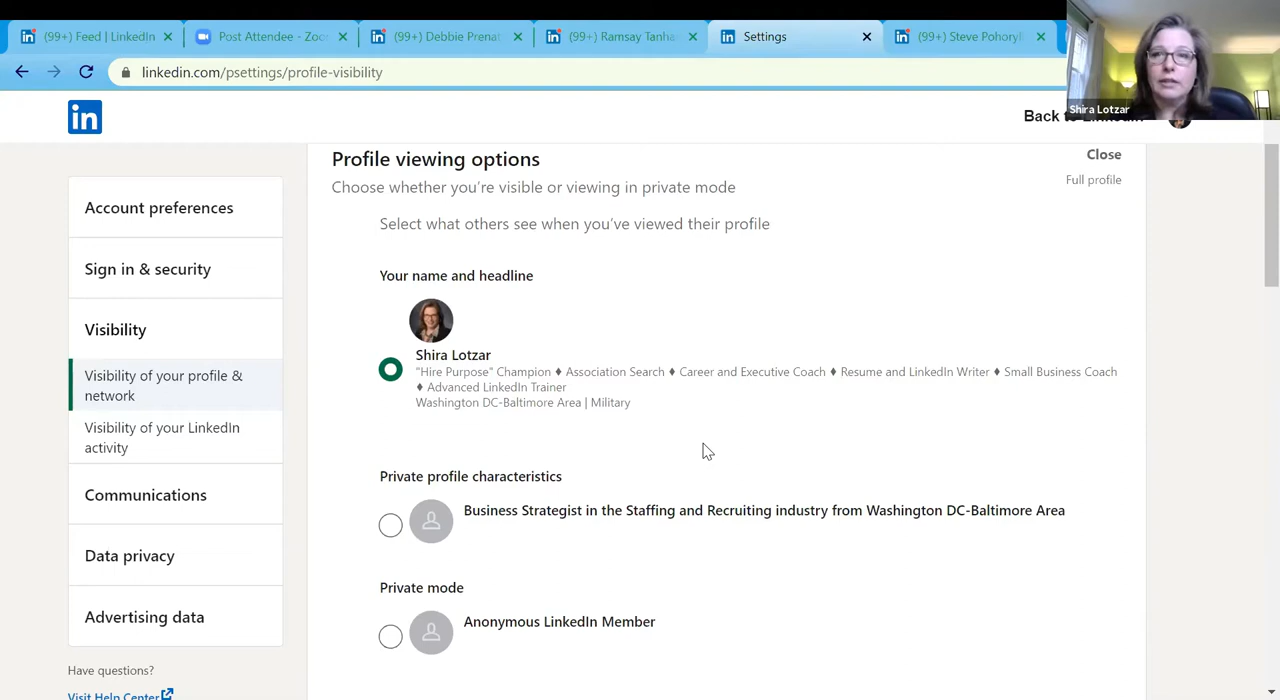 (99+) Feed | LinkedIn
Post Attendee - Zoo
(99+) Debbie Prenat
(99+) Ramsay Tanha
Settings
(99+) Steve Pohoryl
linkedin.com/psettings/profile-visibility
Shira Lotzar
in
Back to LinkedIn
Profile viewing options
Close
Choose whether you're visible or viewing in private mode
Full profile
Select what others see when you've viewed their profile
Account preferences
Sign in & security
Visibility
Visibility of your profile &
network
Visibility of your LinkedIn
activity
Communications
Data privacy
Advertising data
Have questions?
Visit Help Center
Your name and headline
Shira Lotzar
"Hire Purpose" Champion ♦ Association Search ♦ Career and Executive Coach ♦ Resume and LinkedIn Writer ♦ Small Business Coach
♦ Advanced LinkedIn Trainer
Washington DC-Baltimore Area | Military
Private profile characteristics
Business Strategist in the Staffing and Recruiting industry from Washington DC-Baltimore Area
Private mode
Anonymous LinkedIn Member